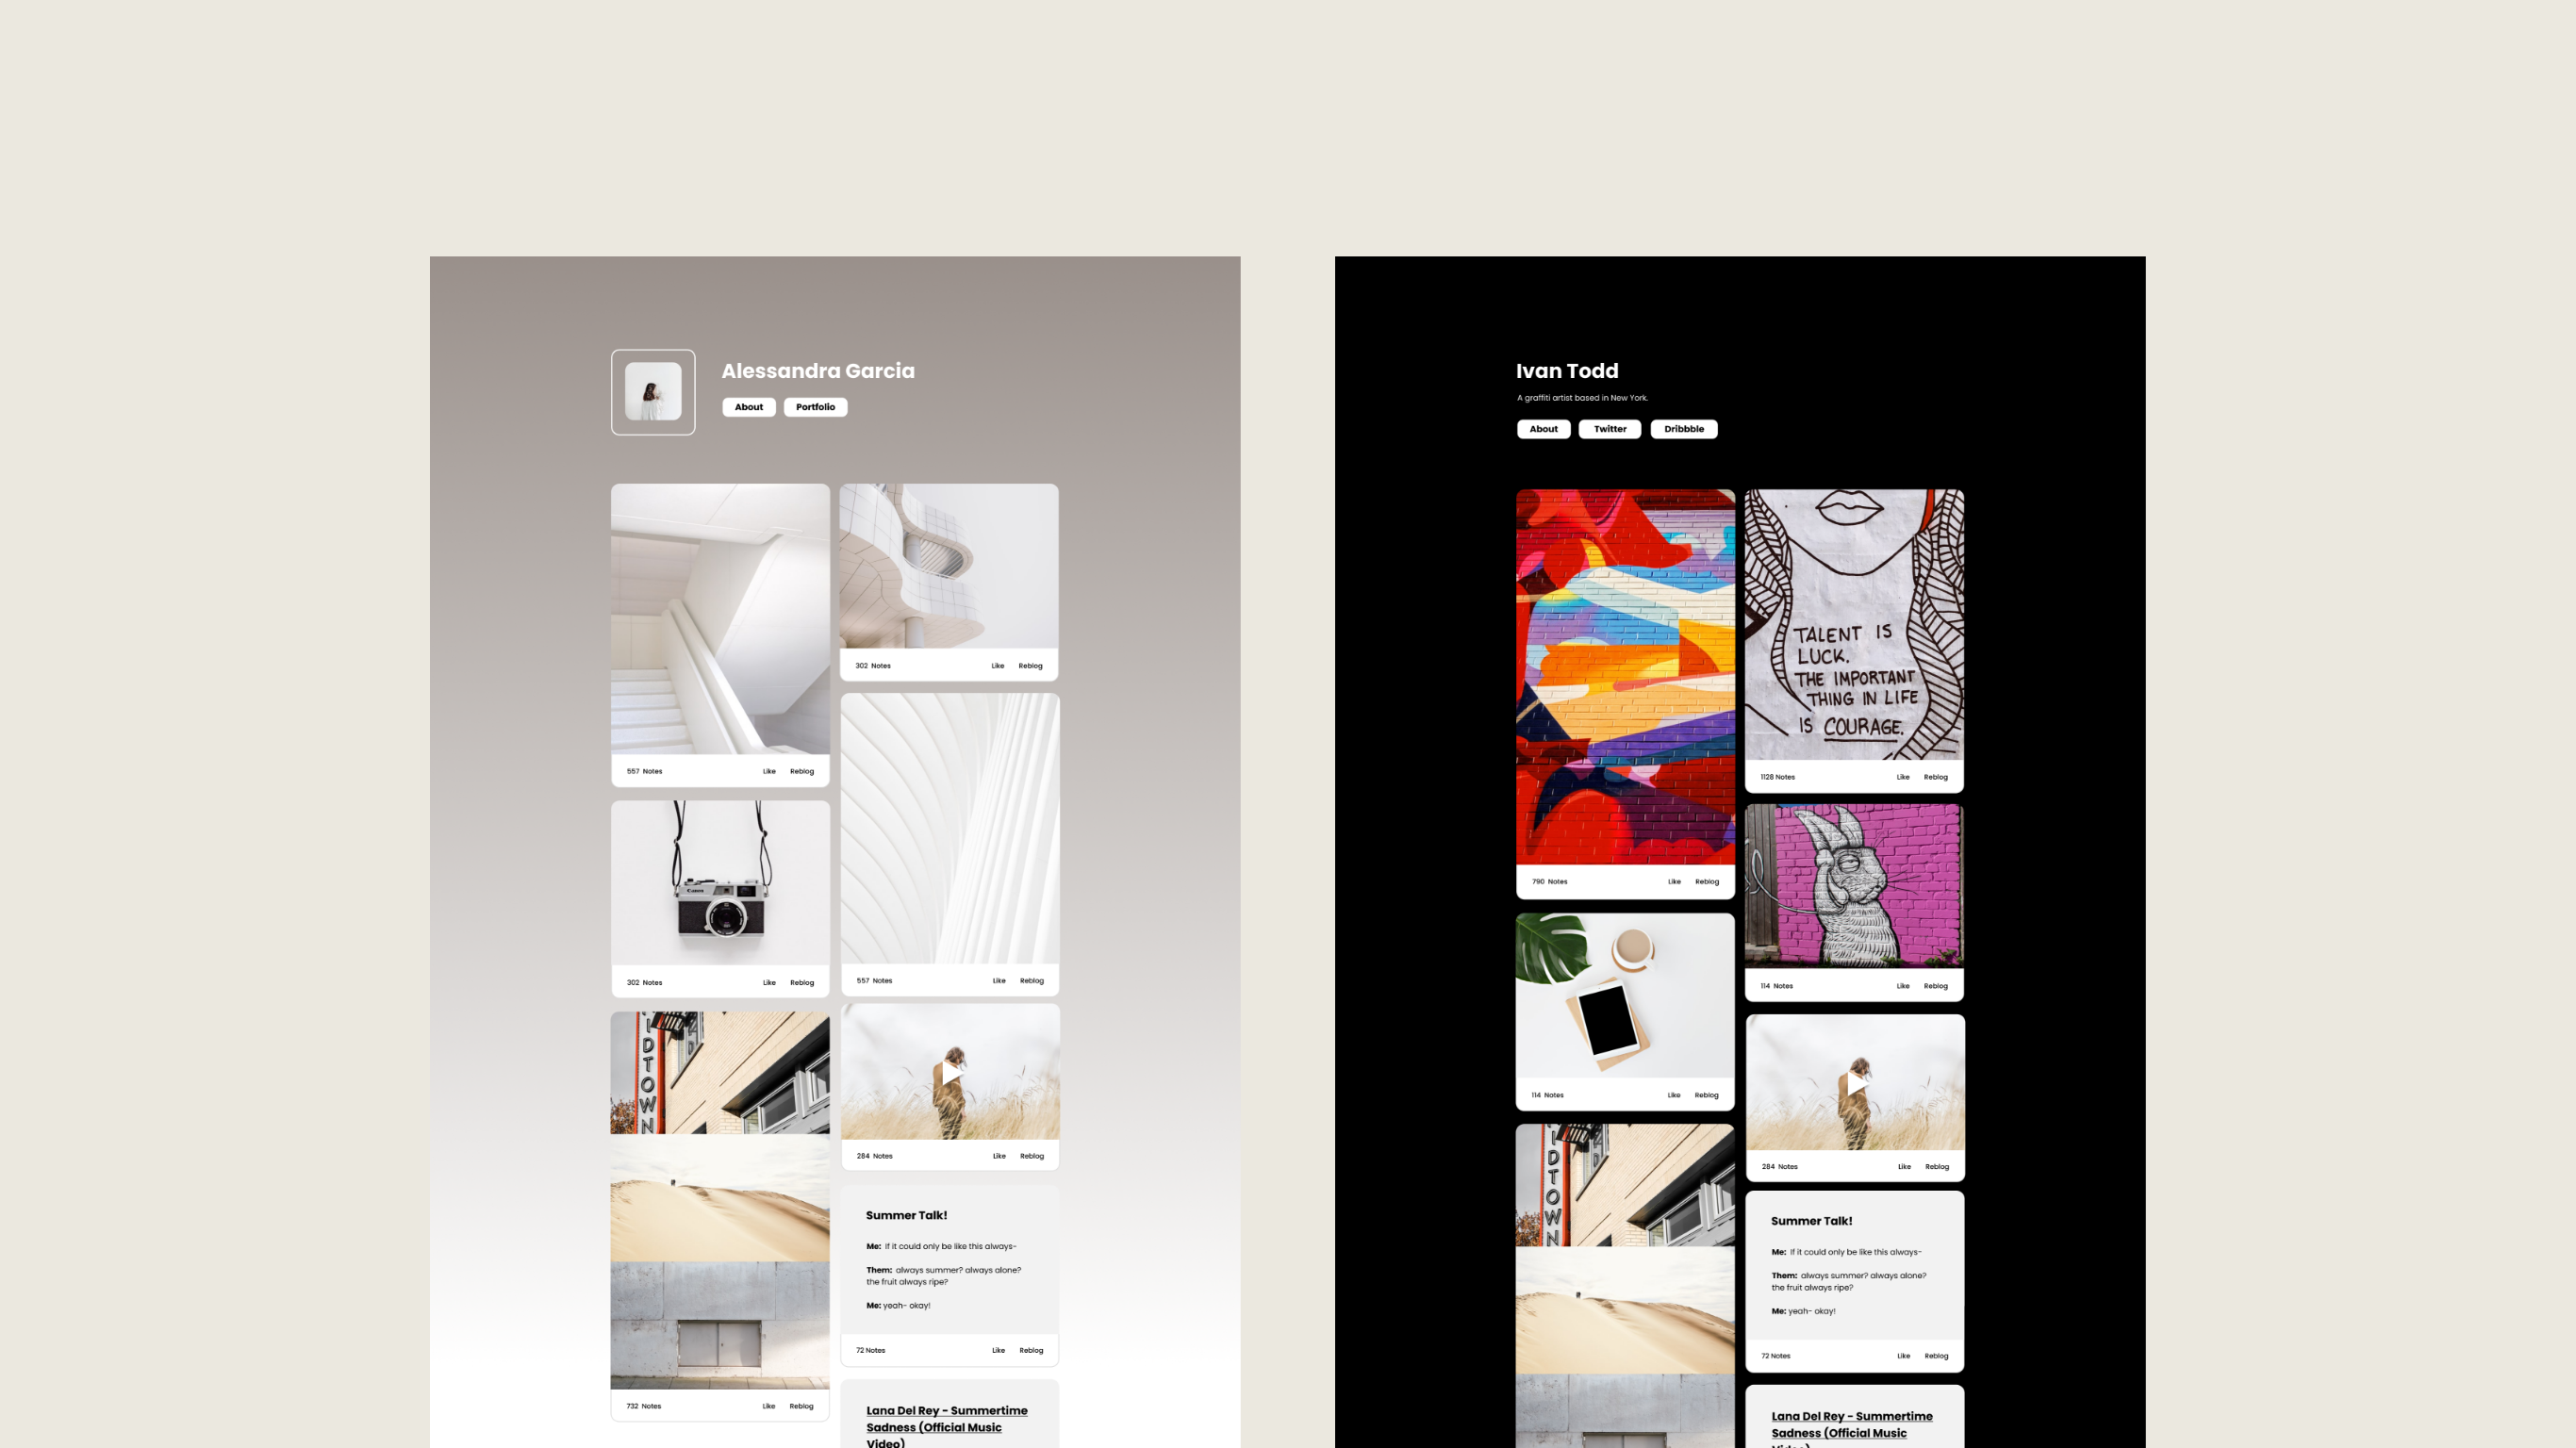 Alessandra Garcia
About Portfolio
302 Notes Like Reblog
557 Notes Like Reblog
Canon
302 Notes Like Reblog
557 Notes Like Reblog
IDTOWN
284 Notes Like Reblog
Summer Talk!
Me: If it could only be like this always-
Them: always summer? always alone?
the fruit always ripe?
Me: yeah- okay!
72 Notes Like Reblog
732 Notes Like Reblog
Lana Del Rey - Summertime
Sadness (Official Music
Video)
Ivan Todd
A graffiti artist based in New York.
About Twitter Dribbble
TALENT IS
LUCK.
THE IMPORTANT
THING IN LIFE
IS COURAGE.
1128 Notes Like Reblog
790 Notes Like Reblog
114 Notes Like Reblog
114 Notes Like Reblog
IDTOWN
284 Notes Like Reblog
Summer Talk!
Me: If it could only be like this always-
Them: always summer? always alone?
the fruit always ripe?
Me: yeah- okay!
72 Notes Like Reblog
Lana Del Rey - Summertime
Sadness (Official Music